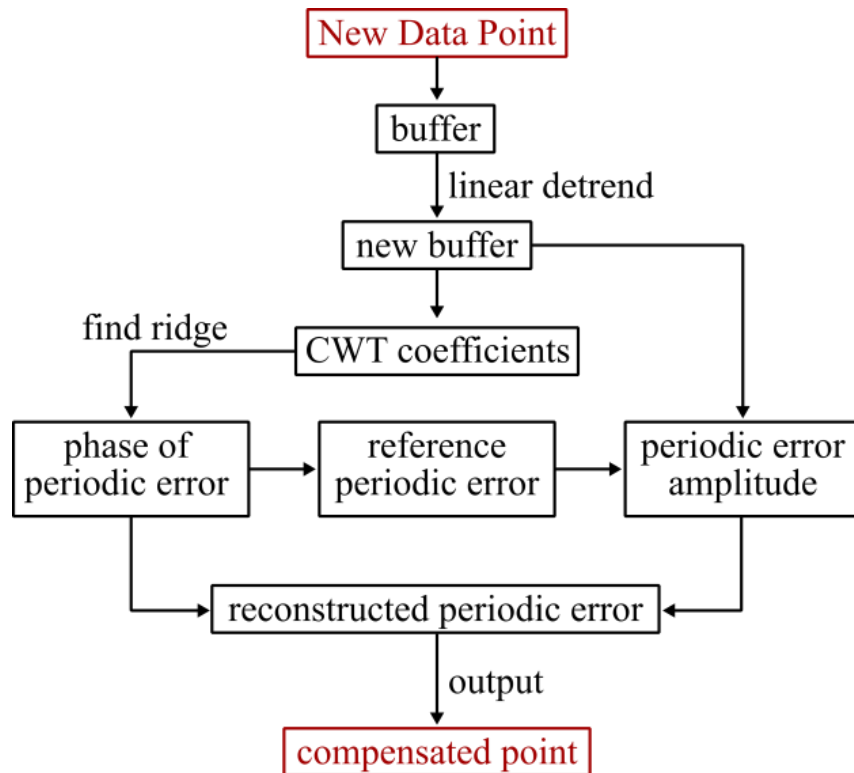 New Data Point
buffer
linear detrend
new buffer
find ridge
CWT coefficients
phase of
periodic error
reference
periodic error
periodic error
amplitude
reconstructed periodic error
output
compensated point